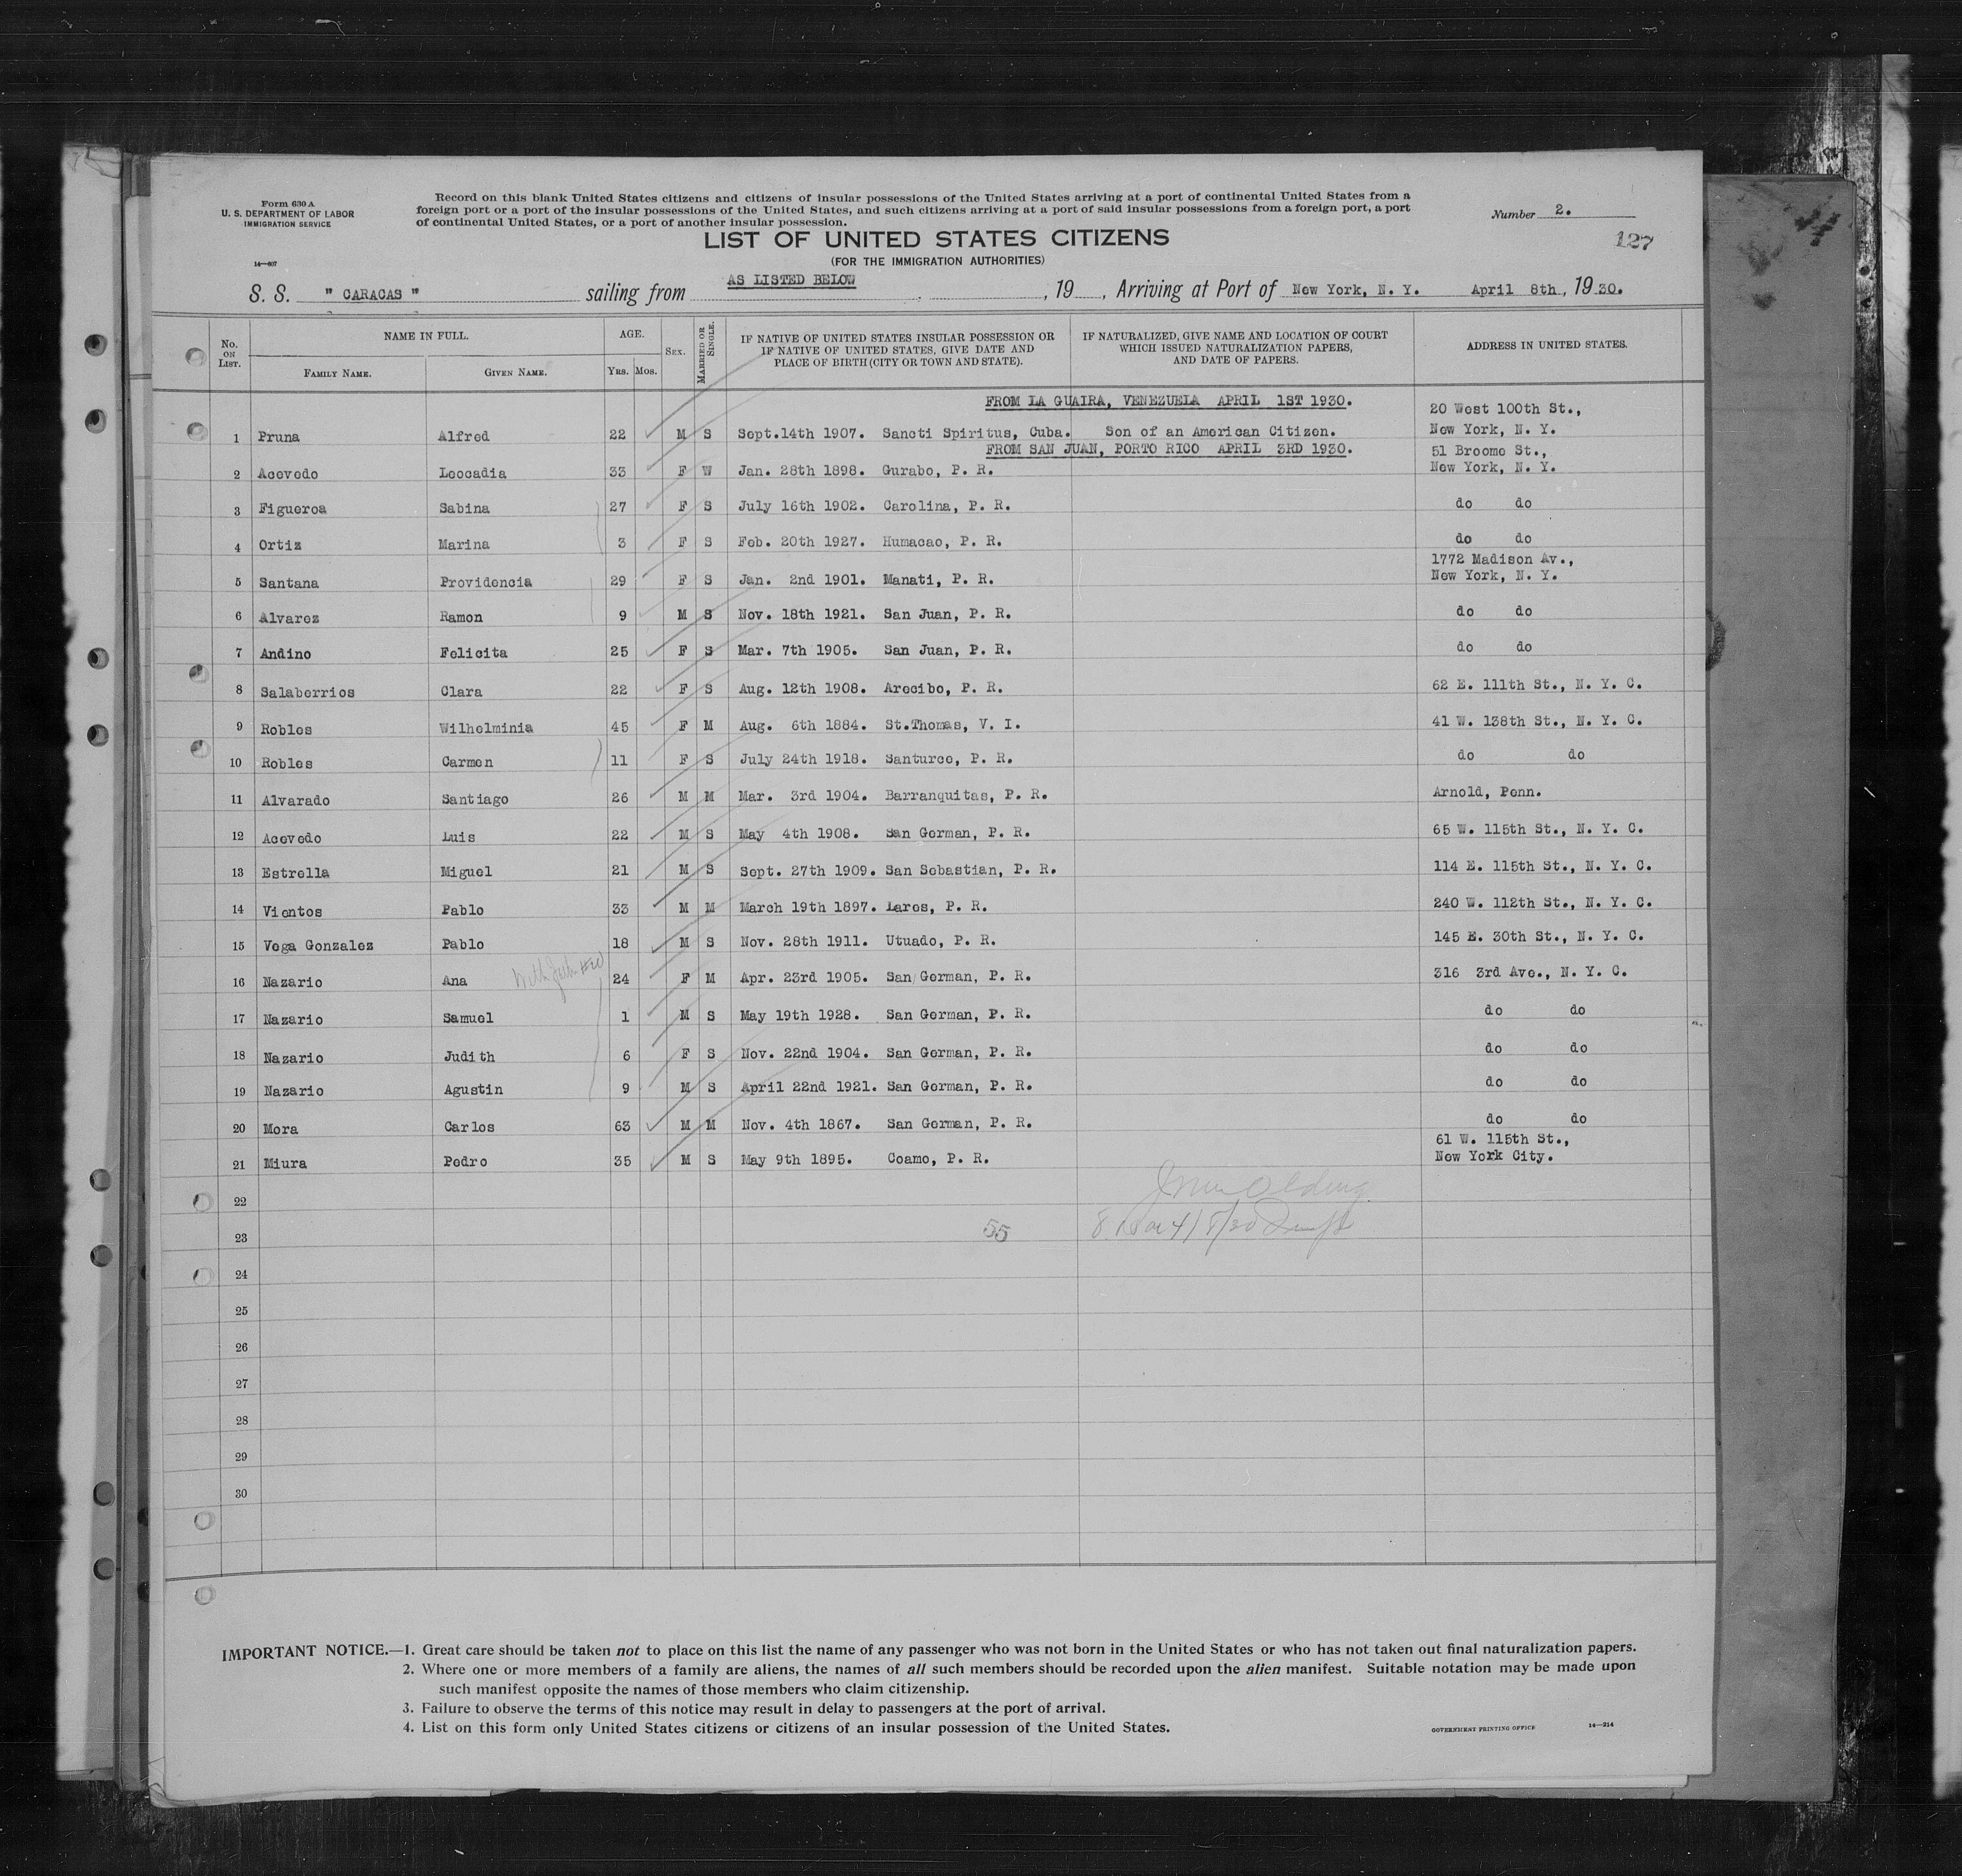 Form 630 A
U. S. DEPARTMENT OF LABOR
IMMIGRATION SERVICE
14—607
Record on this blank United States citizens and citizens of insular possessions of the United States arriving at a port of continental United States from a
foreign port or a port of the insular possessions of the United States, and such citizens arriving at a port of said insular possessions from a foreign port, a port
of continental United States, or a port of another insular possession.
Number 2.
127
LIST OF UNITED STATES CITIZENS
(FOR THE IMMIGRATION AUTHORITIES)
S. S. " CARACAS " sailing from AS LISTED BELOW , 19 , Arriving at Port of New York, N. Y. April 8th, 1930.
No. ON LIST. NAME IN FULL. FAMILY NAME. GIVEN NAME. AGE. YRS. MOS. SEX. MARRIED OR SINGLE. IF NATIVE OF UNITED STATES INSULAR POSSESSION OR IF NATIVE OF UNITED STATES, GIVE DATE AND PLACE OF BIRTH (CITY OR TOWN AND STATE). IF NATURALIZED, GIVE NAME AND LOCATION OF COURT WHICH ISSUED NATURALIZATION PAPERS, AND DATE OF PAPERS. ADDRESS IN UNITED STATES.
FROM LA GUAIRA, VENEZUELA APRIL 1ST 1930.
1 Pruna Alfred 22 M S Sept.14th 1907. Sancti Spiritus, Cuba. Son of an American Citizen. 20 West 100th St., New York, N. Y.
FROM SAN JUAN, PORTO RICO APRIL 3RD 1930.
2 Acevedo Leocadia 33 F W Jan. 28th 1898. Gurabo, P. R. 51 Broome St., New York, N. Y.
3 Figueroa Sabina 27 F S July 16th 1902. Carolina, P. R. do do
4 Ortiz Marina 3 F S Feb. 20th 1927. Humacao, P. R. do do
5 Santana Providencia 29 F S Jan. 2nd 1901. Manati, P. R. 1772 Madison Av., New York, N. Y.
6 Alvarez Ramon 9 M S Nov. 18th 1921. San Juan, P. R. do do
7 Andino Felicita 25 F S Mar. 7th 1905. San Juan, P. R. do do
8 Salaberrios Clara 22 F S Aug. 12th 1908. Arecibo, P. R. 62 E. 111th St., N. Y. C.
9 Robles Wilhelminia 45 F M Aug. 6th 1884. St.Thomas, V. I. 41 W. 138th St., N. Y. C.
10 Robles Carmen 11 F S July 24th 1918. Santurce, P. R. do do
11 Alvarado Santiago 26 M M Mar. 3rd 1904. Barranquitas, P. R. Arnold, Penn.
12 Acevedo Luis 22 M S May 4th 1908. San German, P. R. 65 W. 115th St., N. Y. C.
13 Estrella Miguel 21 M S Sept. 27th 1909. San Sebastian, P. R. 114 E. 115th St., N. Y. C.
14 Vientos Pablo 33 M M March 19th 1897. Lares, P. R. 240 W. 112th St., N. Y. C.
15 Vega Gonzalez Pablo 18 M S Nov. 28th 1911. Utuado, P. R. 145 E. 30th St., N. Y. C.
16 Nazario Ana 24 F M Apr. 23rd 1905. San German, P. R. 316 3rd Ave., N. Y. C.
17 Nazario Samuel 1 M S May 19th 1928. San German, P. R. do do
18 Nazario Judith 6 F S Nov. 22nd 1904. San German, P. R. do do
19 Nazario Agustin 9 M S April 22nd 1921. San German, P. R. do do
20 Mora Carlos 63 M M Nov. 4th 1867. San German, P. R. do do
21 Miura Pedro 35 M S May 9th 1895. Coamo, P. R. 61 W. 115th St., New York City.
22
23 55
24
25
26
27
28
29
30
IMPORTANT NOTICE.—1. Great care should be taken not to place on this list the name of any passenger who was not born in the United States or who has not taken out final naturalization papers.
2. Where one or more members of a family are aliens, the names of all such members should be recorded upon the alien manifest. Suitable notation may be made upon
such manifest opposite the names of those members who claim citizenship.
3. Failure to observe the terms of this notice may result in delay to passengers at the port of arrival.
4. List on this form only United States citizens or citizens of an insular possession of the United States.
GOVERNMENT PRINTING OFFICE 14—214